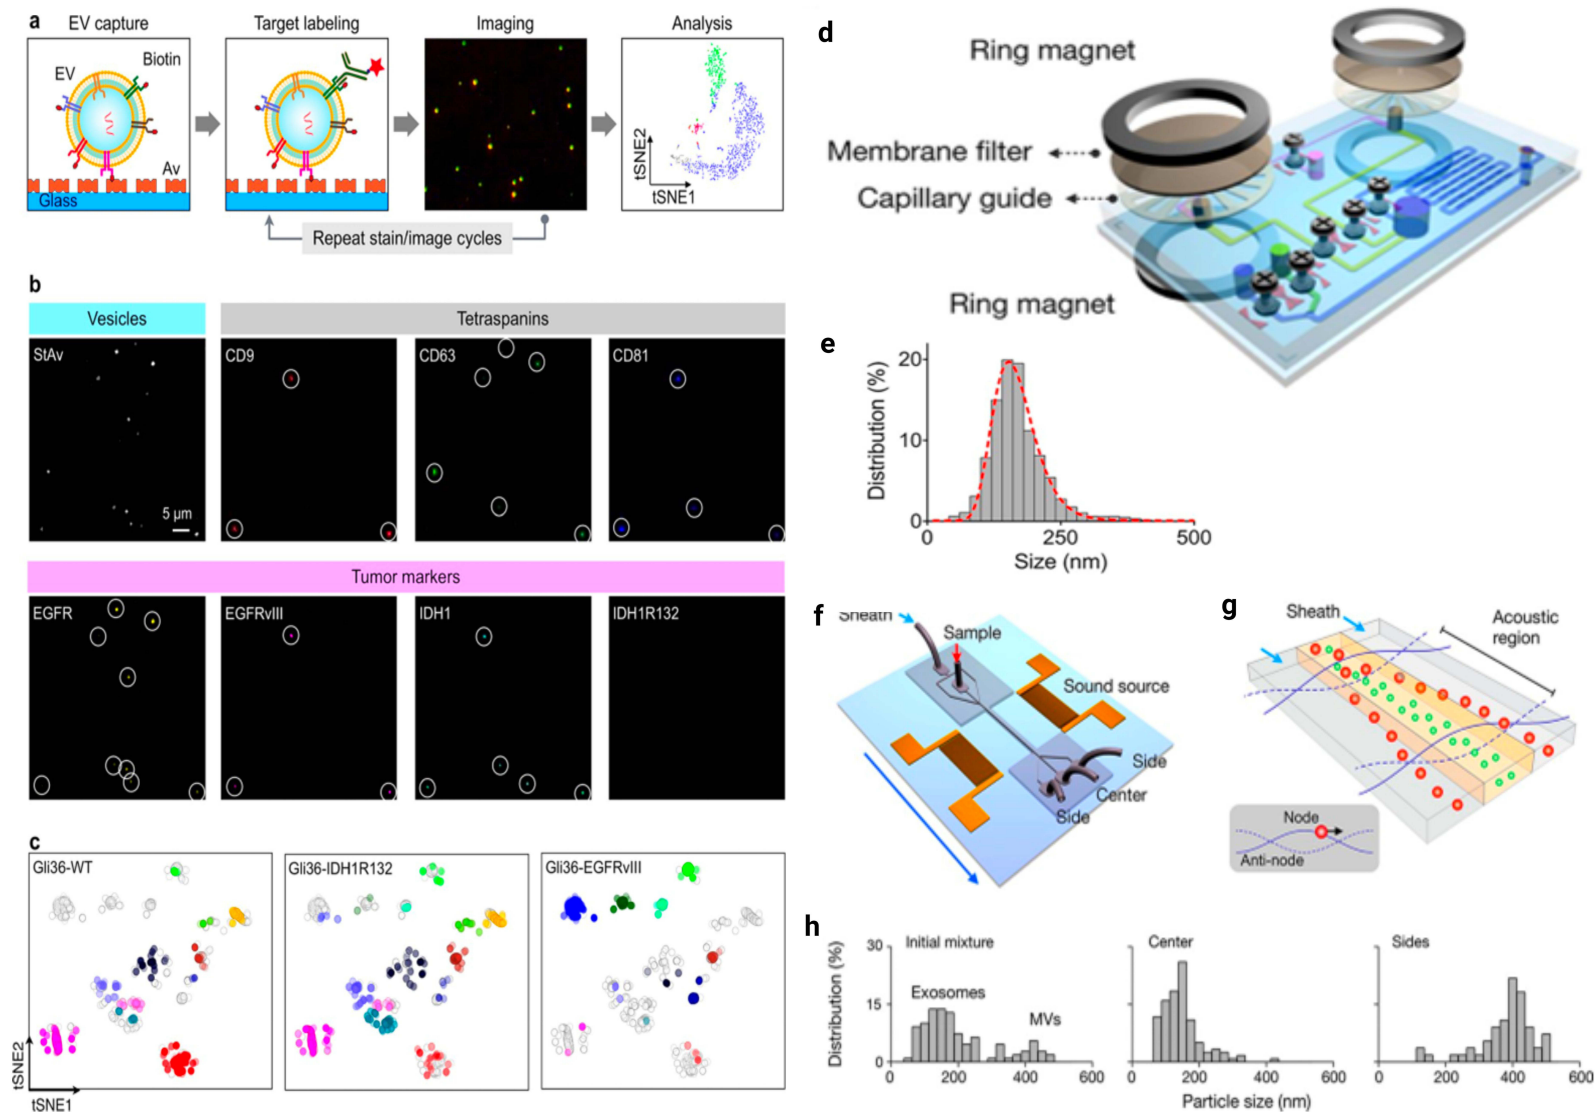 a
EV capture
Target labeling
Imaging
Analysis
EV
Biotin
Av
Glass
tSNE2
tSNE1
Repeat stain/image cycles
b
Vesicles
Tetraspanins
StAv
CD9
CD63
CD81
5 μm
Tumor markers
EGFR
EGFRvIII
IDH1
IDH1R132
c
Gli36-WT
Gli36-IDH1R132
Gli36-EGFRvIII
tSNE2
tSNE1
d
Ring magnet
Membrane filter
Capillary guide
Ring magnet
e
Distribution (%)
20
10
0
0
250
500
Size (nm)
f
Sheath
Sample
Sound source
Side
Center
Side
g
Sheath
Acoustic
region
Node
Anti-node
h
Distribution (%)
30
15
0
Initial mixture
Exosomes
MVs
0
200
400
600
Center
0
200
400
600
Sides
0
200
400
600
Particle size (nm)